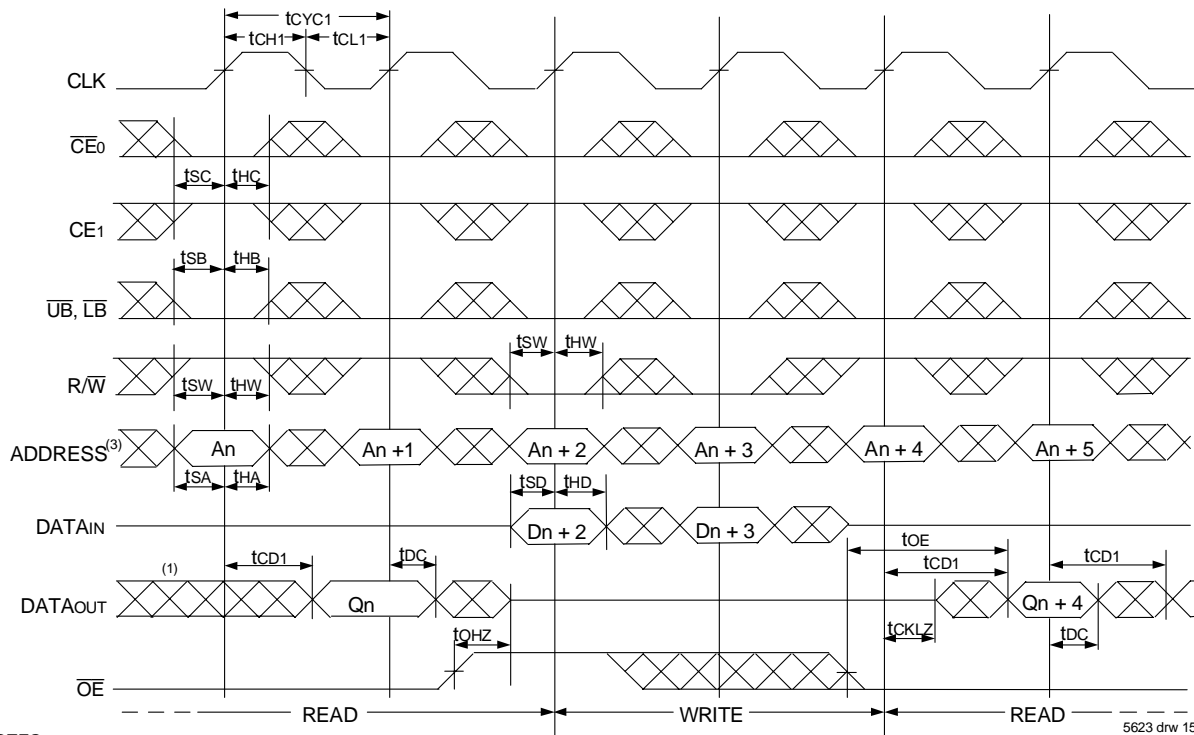 tCYC1
tCH1 tCL1
CLK
CE0
tSC tHC
CE1
tSB tHB
UB, LB
tSW tHW
R/W
tSW tHW
ADDRESS(3) An An +1 An + 2 An + 3 An + 4 An + 5
tSA tHA tSD tHD
DATAIN Dn + 2 Dn + 3
tOE
(1) tCD1 tDC tCD1 tCD1
DATAOUT Qn Qn + 4
tOHZ tCKLZ tDC
OE
READ WRITE READ
5623 drw 15